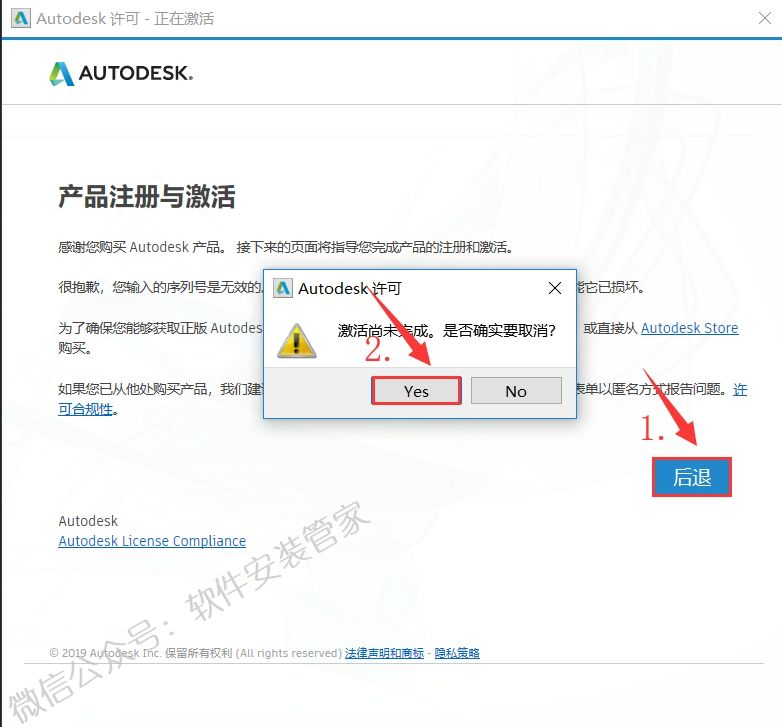 Autodesk 许可 - 正在激活
AUTODESK.
产品注册与激活
感谢您购买 Autodesk 产品。 接下来的页面将指导您完成产品的注册和激活。
很抱歉，您输入的序列号是无效的。
能它已损坏。
为了确保您能够获取正版 Autodes
或直接从 Autodesk Store
购买。
如果您已从他处购买产品，我们建
表单以匿名方式报告问题。许
可合规性。
Autodesk 许可
激活尚未完成。是否确实要取消?
2.
Yes
No
1.
后退
Autodesk
Autodesk License Compliance
© 2019 Autodesk Inc. 保留所有权利 (All rights reserved) 法律声明和商标 - 隐私策略
微信公众号：软件安装管家